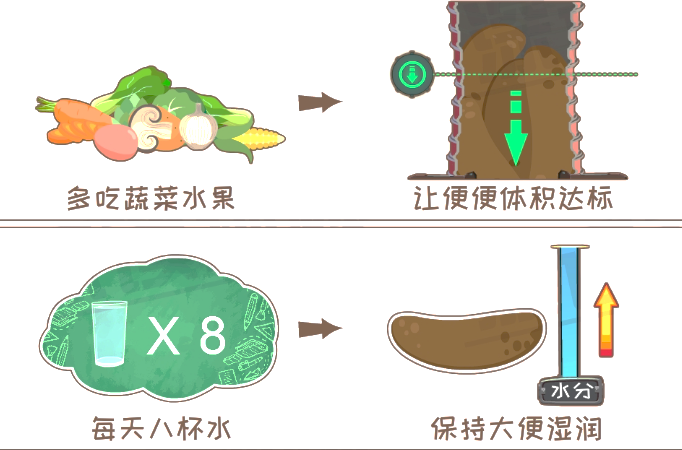 多吃蔬菜水果
让便便体积达标
X 8
水分
每天八杯水
保持大便湿润